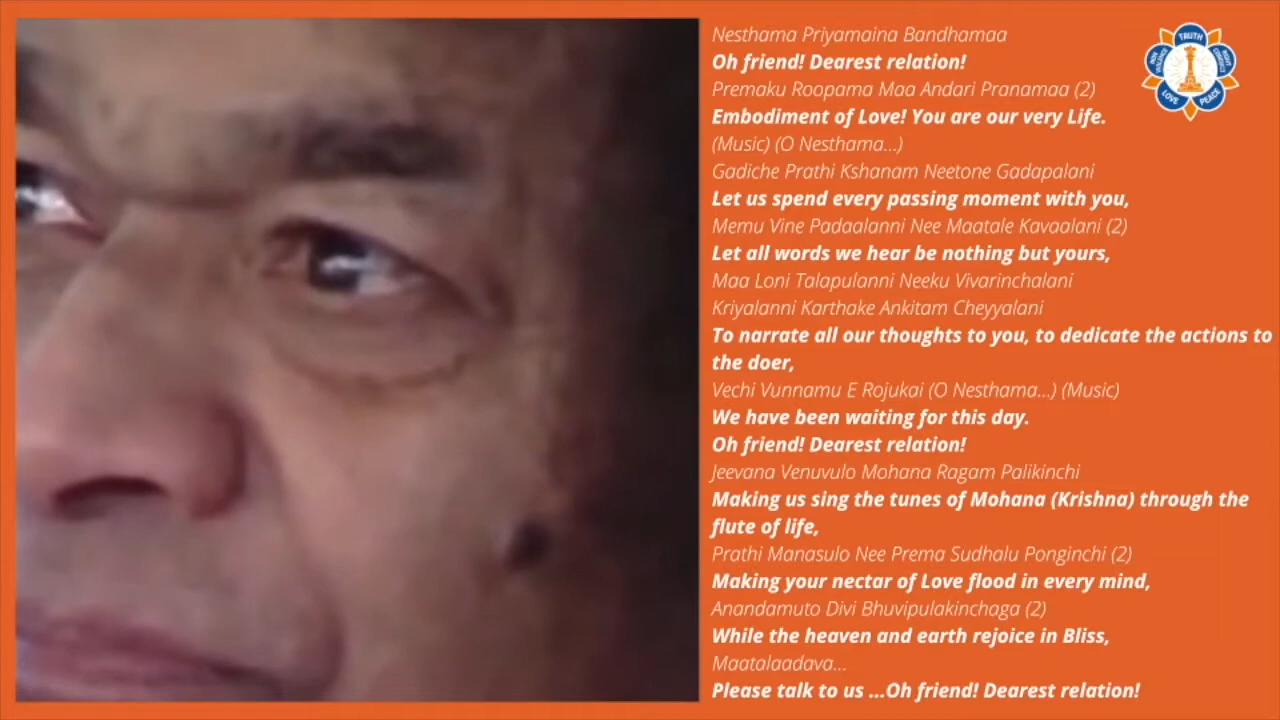 Nesthama Priyamaina Bandhamaa
Oh friend! Dearest relation!
Premaku Roopama Maa Andari Pranamaa (2)
Embodiment of Love! You are our very Life.
(Music) (O Nesthama...)
Gadiche Prathi Kshanam Neetone Gadapalani
Let us spend every passing moment with you,
Memu Vine Padaalanni Nee Maatale Kavaalani (2)
Let all words we hear be nothing but yours,
Maa Loni Talapulanni Neeku Vivarinchalani
Kriyalanni Karthake Ankitam Cheyyalani
To narrate all our thoughts to you, to dedicate the actions to
the doer,
Vechi Vunnamu E Rojukai (O Nesthama...) (Music)
We have been waiting for this day.
Oh friend! Dearest relation!
Jeevana Venuvulo Mohana Ragam Palikinchi
Making us sing the tunes of Mohana (Krishna) through the
flute of life,
Prathi Manasulo Nee Prema Sudhalu Ponginchi (2)
Making your nectar of Love flood in every mind,
Anandamuto Divi Bhuvipulakinchaga (2)
While the heaven and earth rejoice in Bliss,
Maatalaadava...
Please talk to us ...Oh friend! Dearest relation!
TRUTH
RIGHT CONDUCT
PEACE
LOVE
NON VIOLENCE